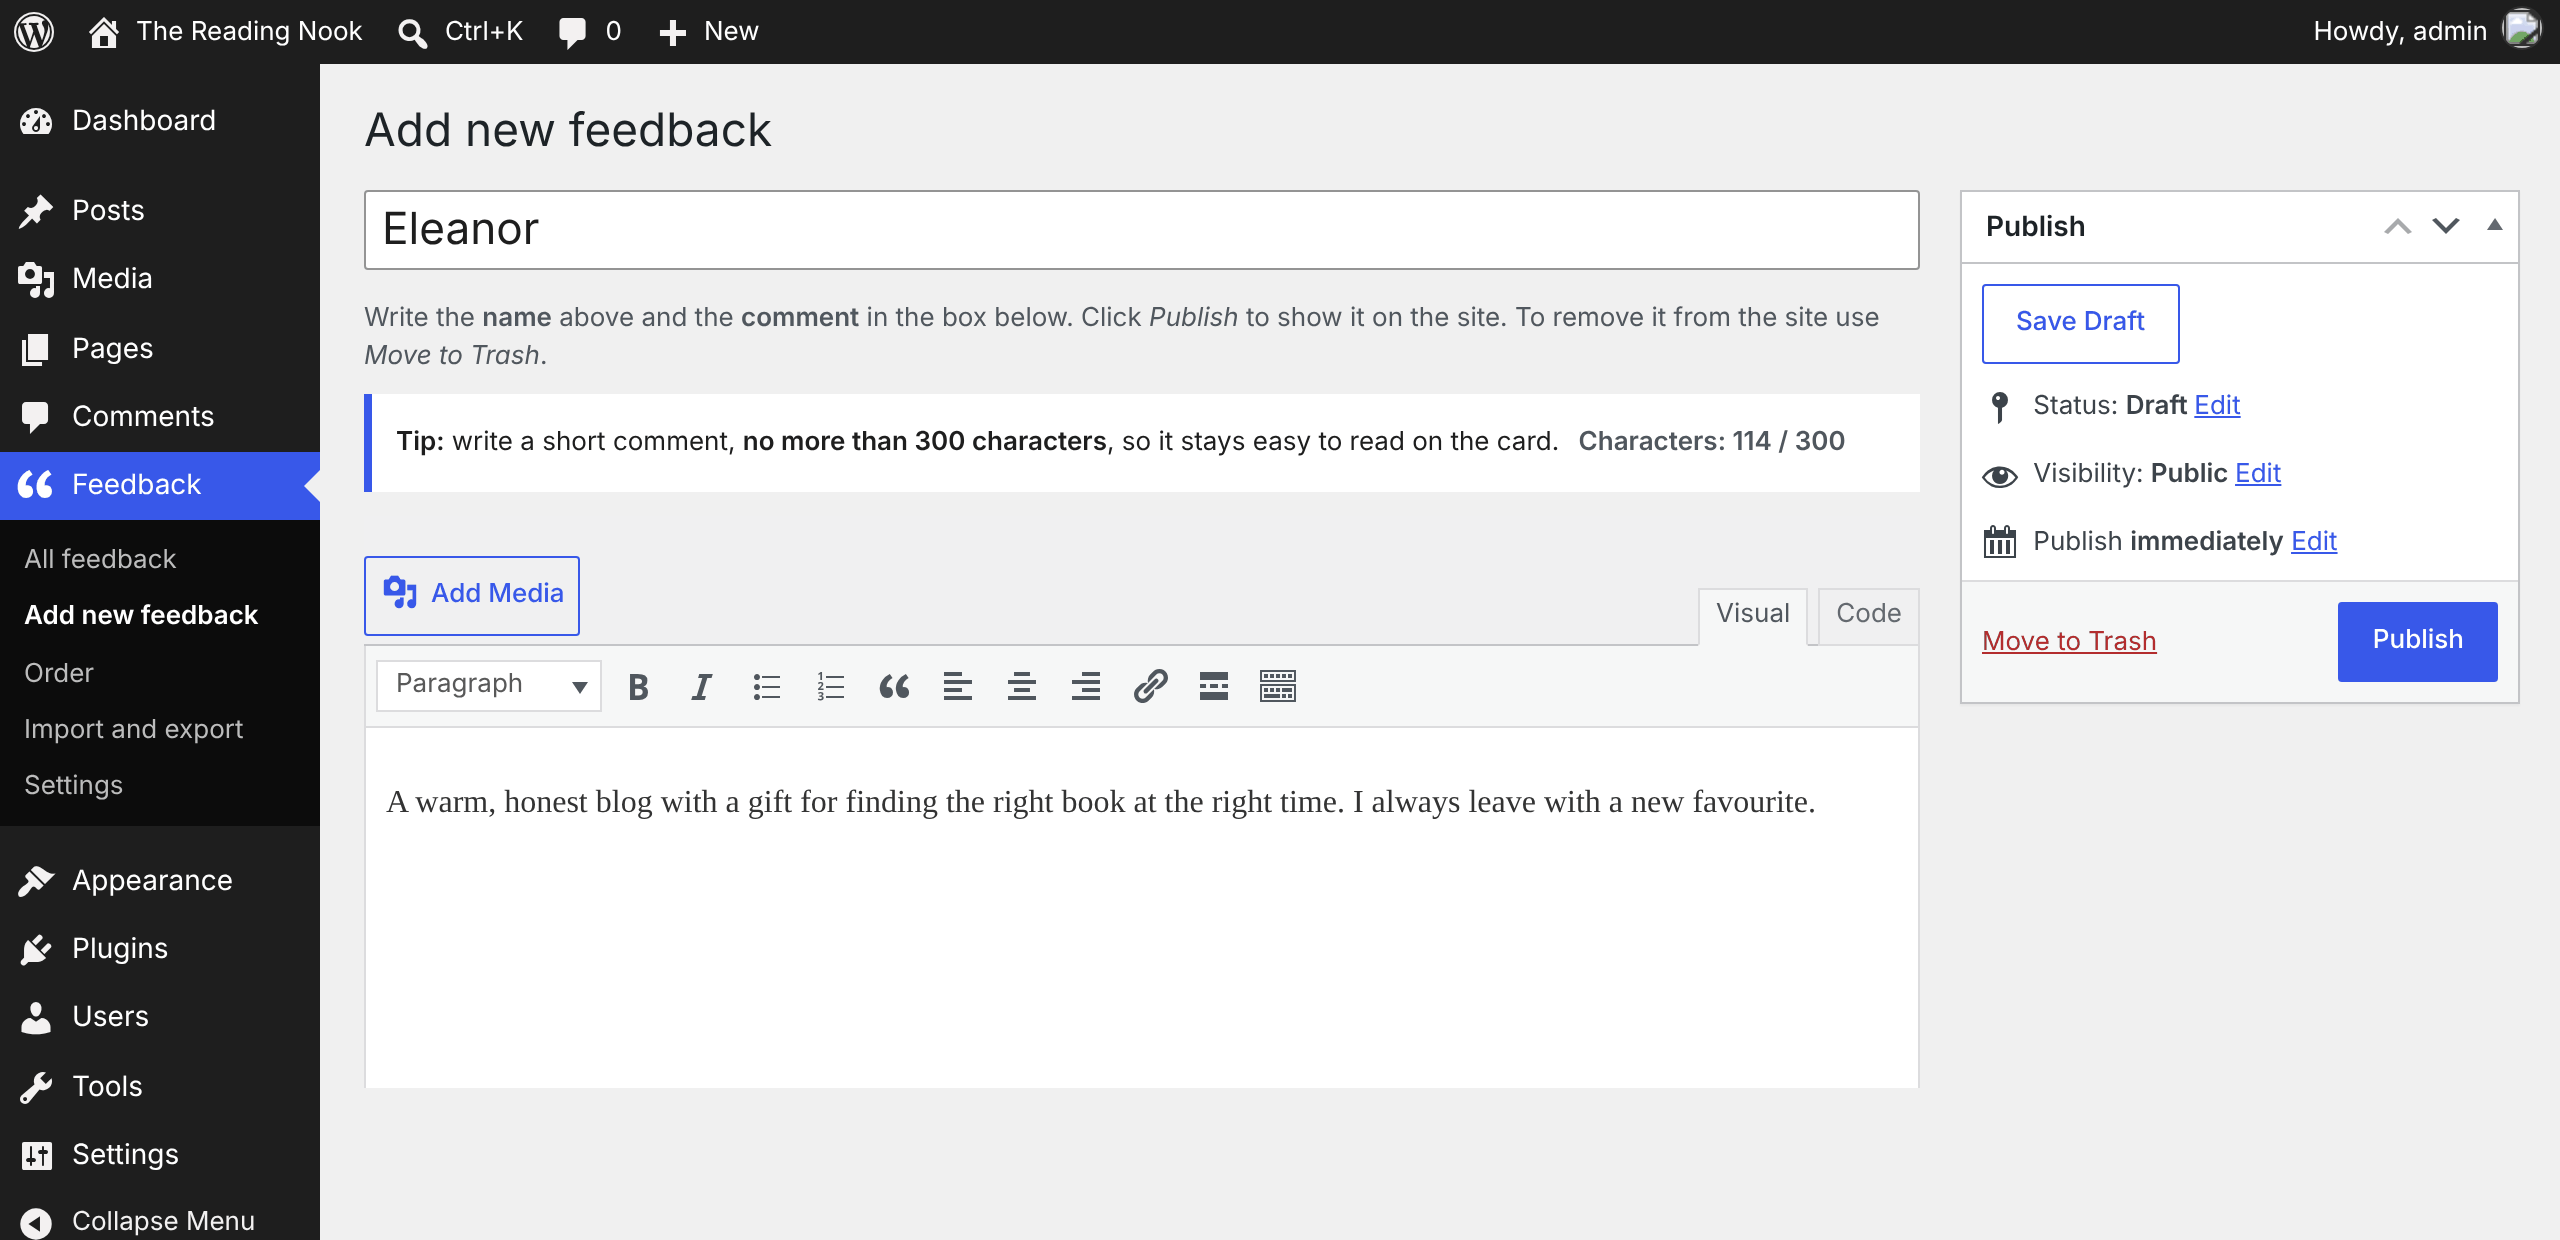 The Reading Nook Ctrl+K 0 New Howdy, admin
Dashboard
Posts
Media
Pages
Comments
Feedback
All feedback
Add new feedback
Order
Import and export
Settings
Appearance
Plugins
Users
Tools
Settings
Collapse Menu
Add new feedback
Eleanor
Write the name above and the comment in the box below. Click Publish to show it on the site. To remove it from the site use
Move to Trash.
Tip: write a short comment, no more than 300 characters, so it stays easy to read on the card. Characters: 114 / 300
Add Media
Visual Code
Paragraph
A warm, honest blog with a gift for finding the right book at the right time. I always leave with a new favourite.
Publish
Save Draft
Status: Draft Edit
Visibility: Public Edit
Publish immediately Edit
Move to Trash Publish